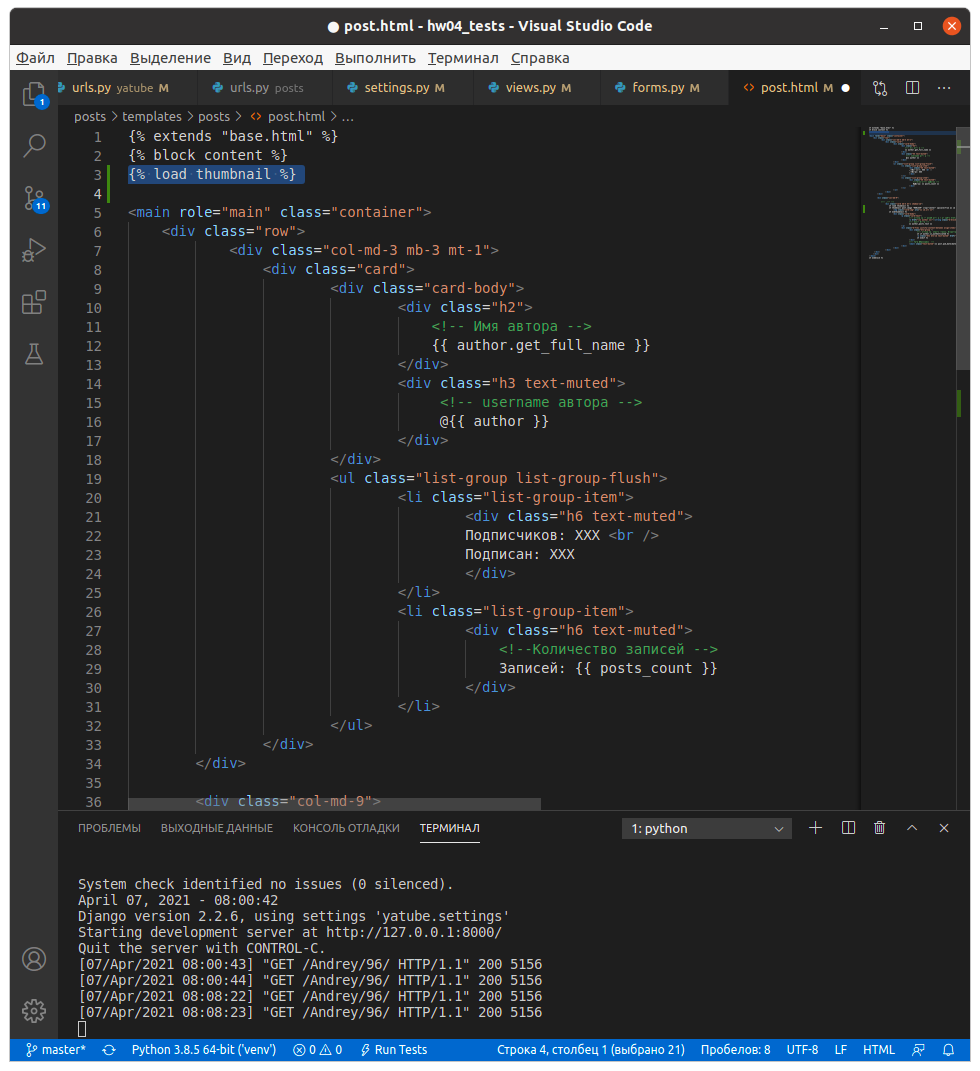 post.html - hw04_tests - Visual Studio Code
Файл Правка Выделение Вид Переход Выполнить Терминал Справка
urls.py yatube M urls.py posts settings.py M views.py M forms.py M post.html M
posts > templates > posts > post.html > ...
1 {% extends "base.html" %}
2 {% block content %}
3 {% load thumbnail %}
4
5 <main role="main" class="container">
6 <div class="row">
7 <div class="col-md-3 mb-3 mt-1">
8 <div class="card">
9 <div class="card-body">
10 <div class="h2">
11 <!-- Имя автора -->
12 {{ author.get_full_name }}
13 </div>
14 <div class="h3 text-muted">
15 <!-- username автора -->
16 @{{ author }}
17 </div>
18 </div>
19 <ul class="list-group list-group-flush">
20 <li class="list-group-item">
21 <div class="h6 text-muted">
22 Подписчиков: XXX <br />
23 Подписан: XXX
24 </div>
25 </li>
26 <li class="list-group-item">
27 <div class="h6 text-muted">
28 <!--Количество записей -->
29 Записей: {{ posts_count }}
30 </div>
31 </li>
32 </ul>
33 </div>
34 </div>
35
36 <div class="col-md-9">
1
11
ПРОБЛЕМЫ ВЫХОДНЫЕ ДАННЫЕ КОНСОЛЬ ОТЛАДКИ ТЕРМИНАЛ 1: python
System check identified no issues (0 silenced).
April 07, 2021 - 08:00:42
Django version 2.2.6, using settings 'yatube.settings'
Starting development server at http://127.0.0.1:8000/
Quit the server with CONTROL-C.
[07/Apr/2021 08:00:43] "GET /Andrey/96/ HTTP/1.1" 200 5156
[07/Apr/2021 08:00:44] "GET /Andrey/96/ HTTP/1.1" 200 5156
[07/Apr/2021 08:08:22] "GET /Andrey/96/ HTTP/1.1" 200 5156
[07/Apr/2021 08:08:23] "GET /Andrey/96/ HTTP/1.1" 200 5156
master* Python 3.8.5 64-bit ('venv') 0 0 Run Tests Строка 4, столбец 1 (выбрано 21) Пробелов: 8 UTF-8 LF HTML